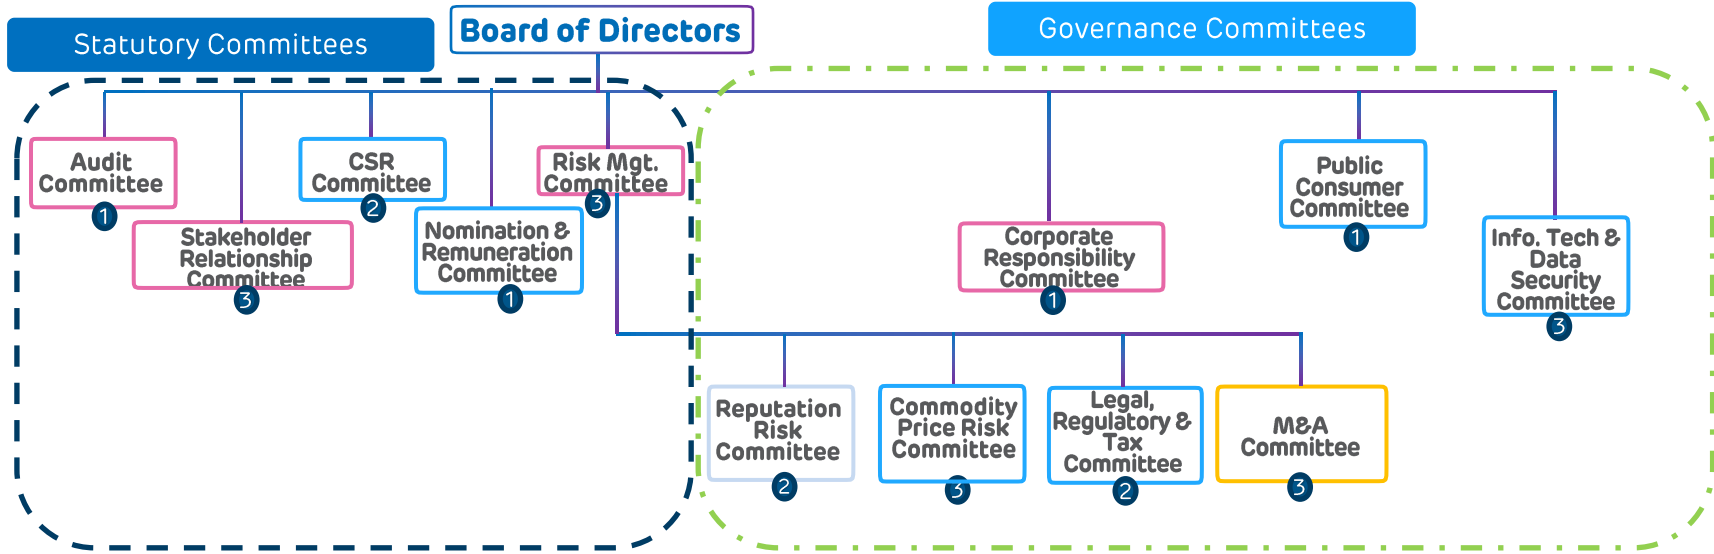 Statutory Committees
Board of Directors
Governance Committees
Audit
Committee
1
Stakeholder
Relationship
Committee
3
CSR
Committee
2
Nomination &
Remuneration
Committee
1
Risk Mgt.
Committee
3
Corporate
Responsibility
Committee
1
Public
Consumer
Committee
1
Info. Tech &
Data
Security
Committee
3
Reputation
Risk
Committee
2
Commodity
Price Risk
Committee
3
Legal,
Regulatory &
Tax
Committee
2
M&A
Committee
3